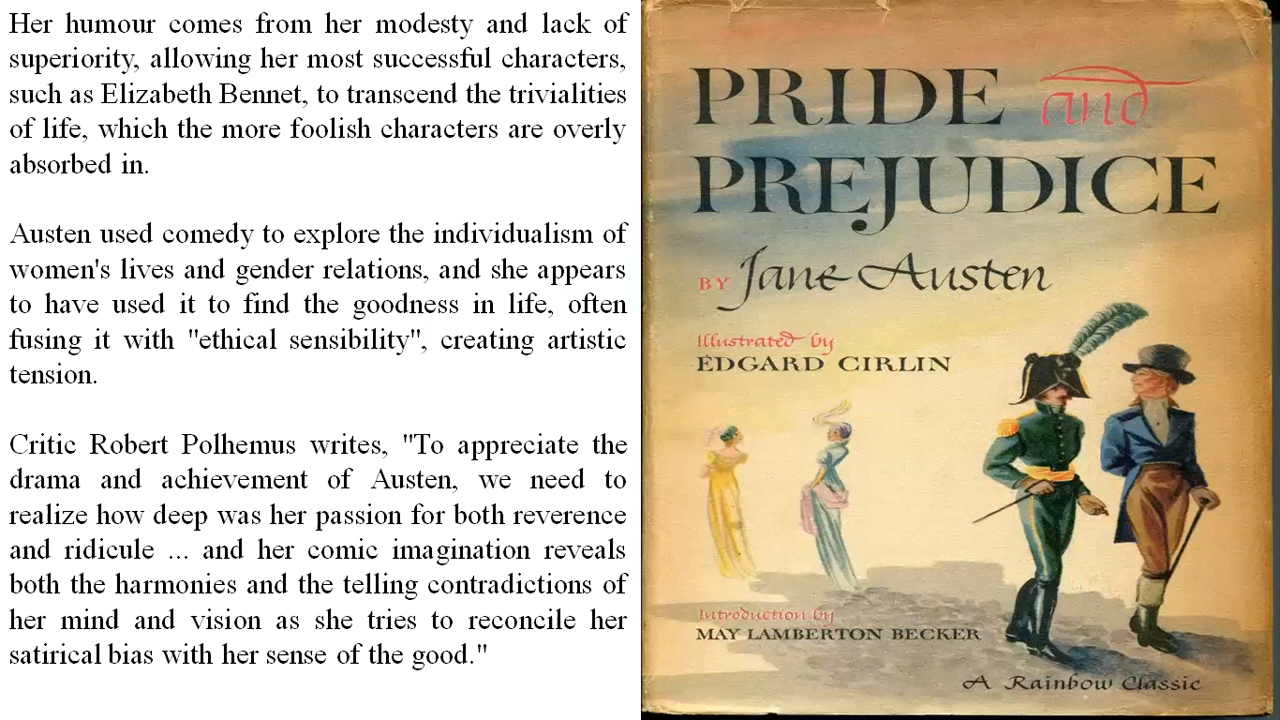 Her humour comes from her modesty and lack of
superiority, allowing her most successful characters,
such as Elizabeth Bennet, to transcend the trivialities
of life, which the more foolish characters are overly
absorbed in.
Austen used comedy to explore the individualism of
women's lives and gender relations, and she appears
to have used it to find the goodness in life, often
fusing it with "ethical sensibility", creating artistic
tension.
Critic Robert Polhemus writes, "To appreciate the
drama and achievement of Austen, we need to
realize how deep was her passion for both reverence
and ridicule ... and her comic imagination reveals
both the harmonies and the telling contradictions of
her mind and vision as she tries to reconcile her
satirical bias with her sense of the good."
PRIDE and
PREJUDICE
BY Jane Austen
Illustrated by
EDGARD CIRLIN
Introduction by
MAY LAMBERTON BECKER
A Rainbow Classic